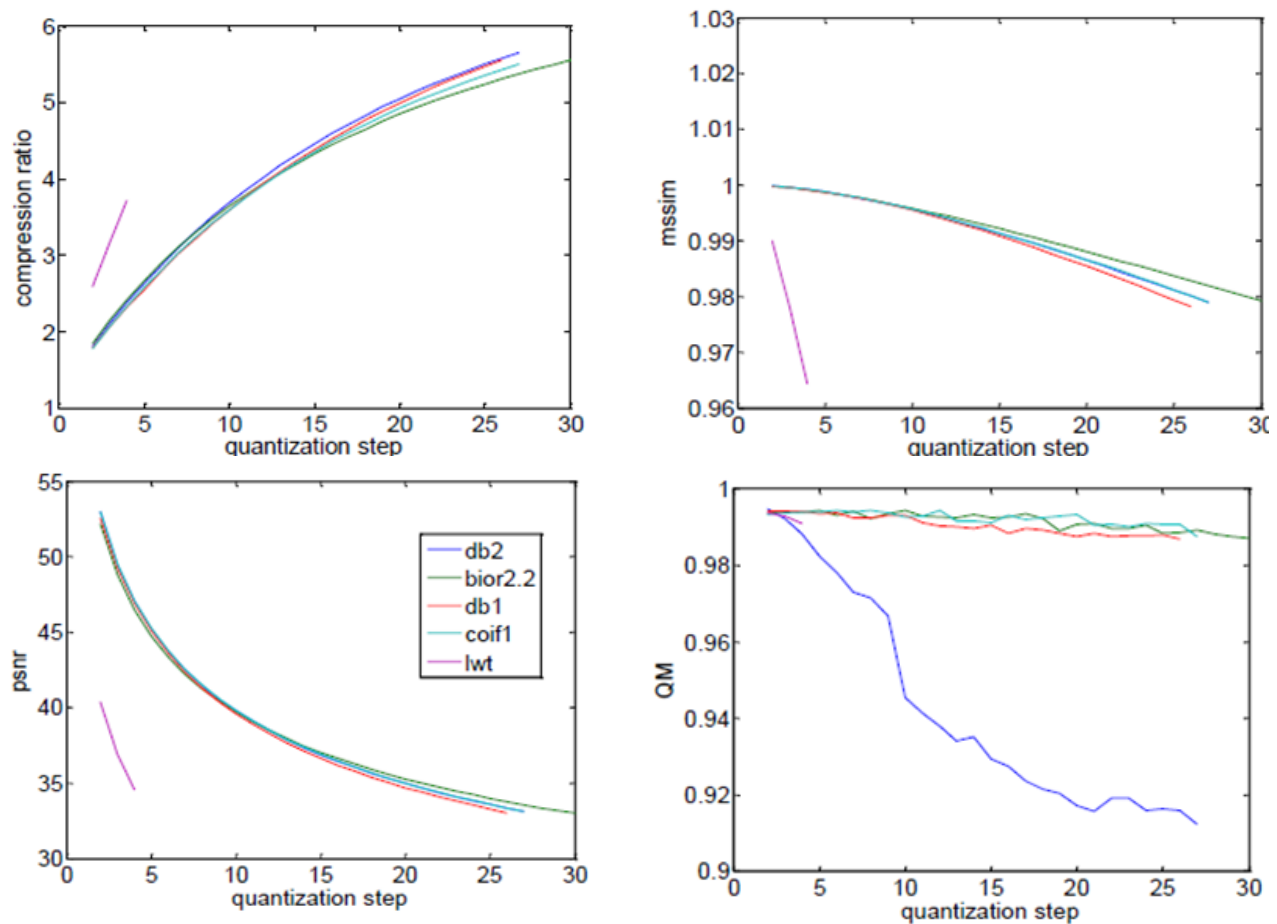 6
5
4
3
2
1
0 5 10 15 20 25 30
compression ratio
quantization step
1.03
1.02
1.01
1
0.99
0.98
0.97
0.96
0 5 10 15 20 25 30
mssim
quantization step
55
50
45
40
35
30
0 5 10 15 20 25 30
psnr
quantization step
db2
bior2.2
db1
coif1
lwt
1
0.98
0.96
0.94
0.92
0.9
0 5 10 15 20 25 30
QM
quantization step